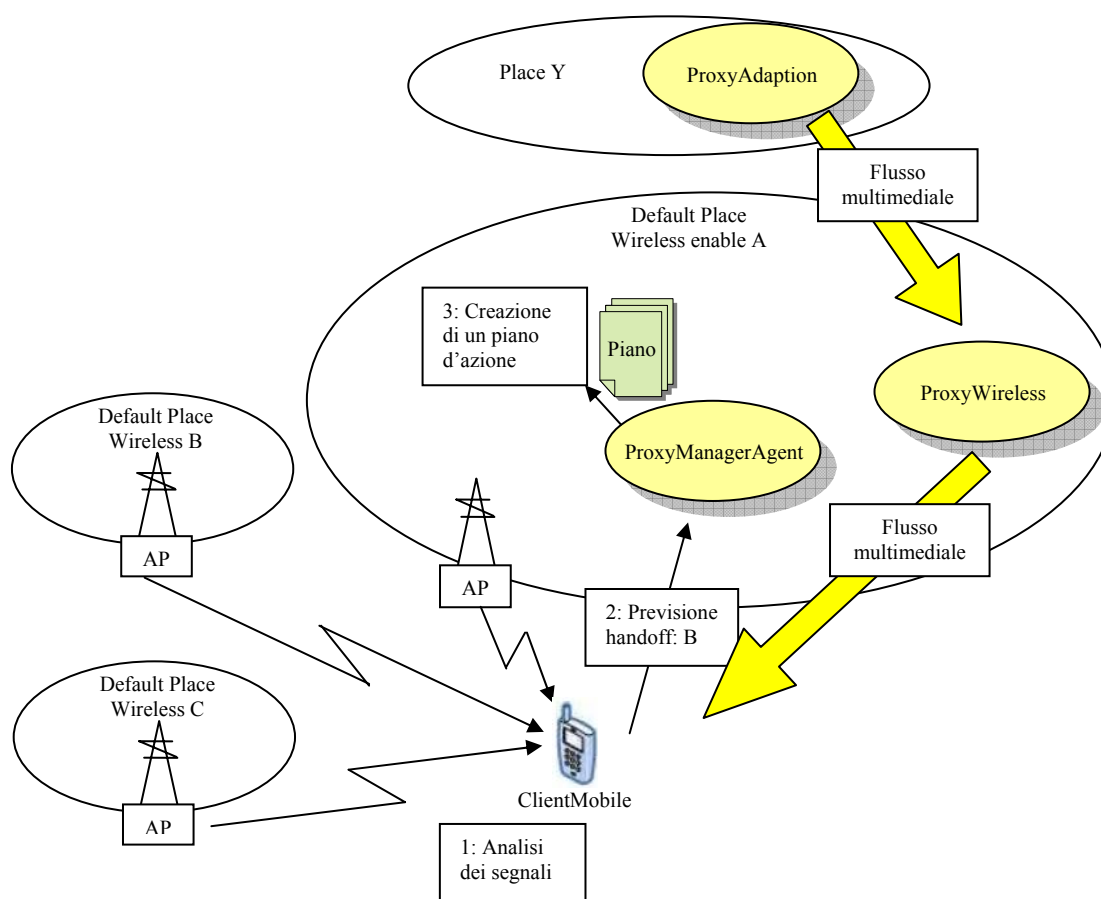 Place Y
ProxyAdaption
Flusso
multimediale
Default Place
Wireless enable A
3: Creazione
di un piano
d’azione
Piano
ProxyWireless
ProxyManagerAgent
Default Place
Wireless B
AP
AP
Flusso
multimediale
2: Previsione
handoff: B
Default Place
Wireless C
AP
ClientMobile
1: Analisi
dei segnali